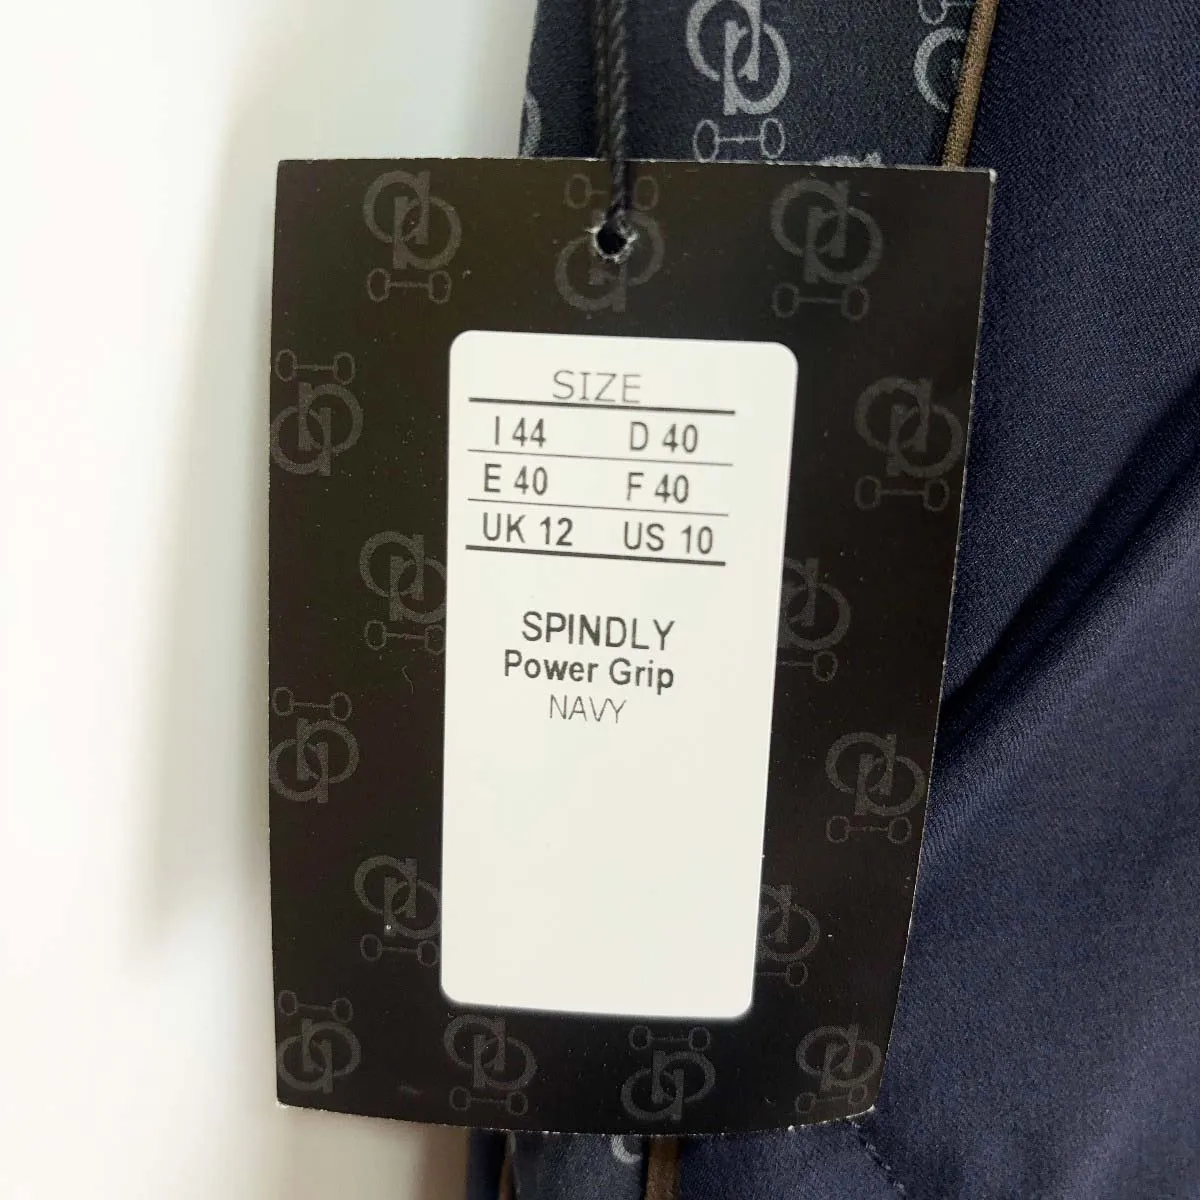 SIZE
I 44 D 40
E 40 F 40
UK 12 US 10
SPINDLY
Power Grip
NAVY